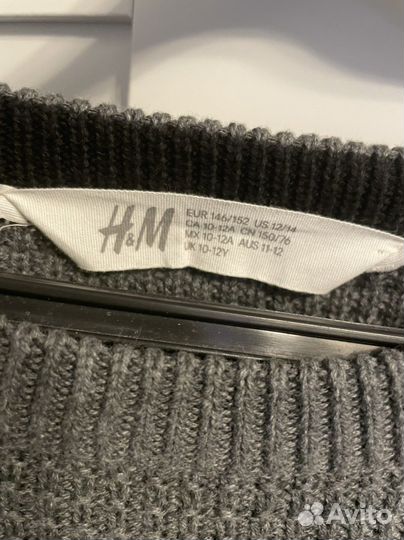 H&M
EUR 146/152 US 12/14
CA 10-12A CN 150/76
MX 10-12A AUS 11-12
UK 10-12Y
Avito